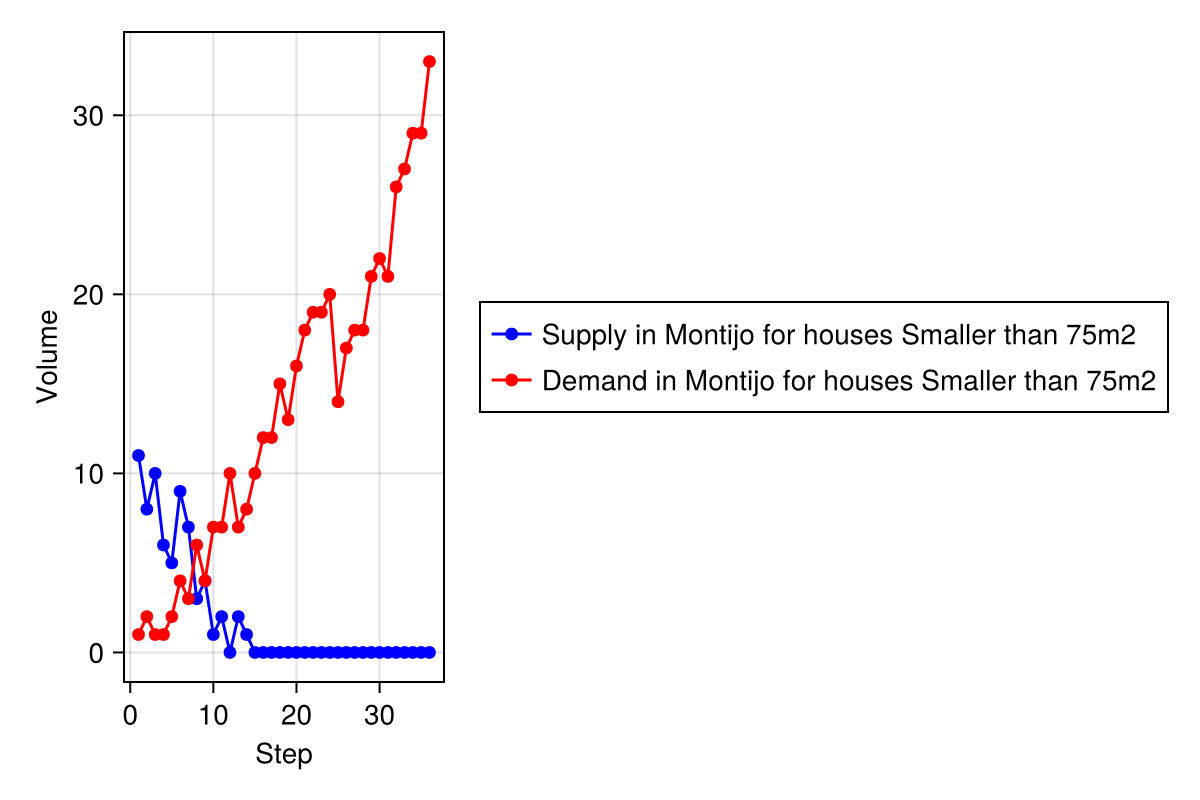 30
20
10
0
Volume
0 10 20 30
Step
Supply in Montijo for houses Smaller than 75m2
Demand in Montijo for houses Smaller than 75m2